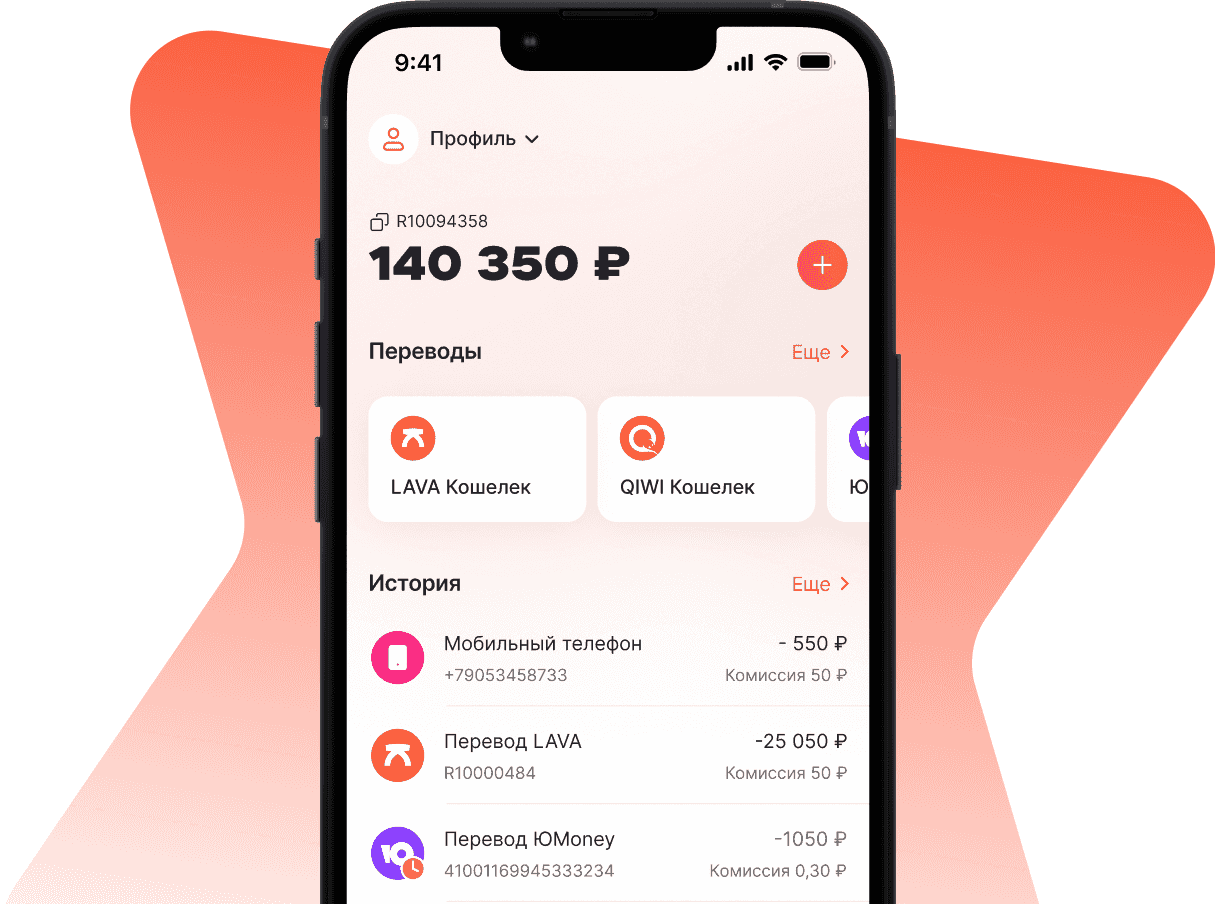 9:41
Профиль
R10094358
140 350 ₽
Переводы
Еще
LAVA Кошелек
QIWI Кошелек
Ю
История
Еще
Мобильный телефон
- 550 ₽
+79053458733
Комиссия 50 ₽
Перевод LAVA
-25 050 ₽
R10000484
Комиссия 50 ₽
Перевод ЮMoney
-1050 ₽
41001169945333234
Комиссия 0,30 ₽